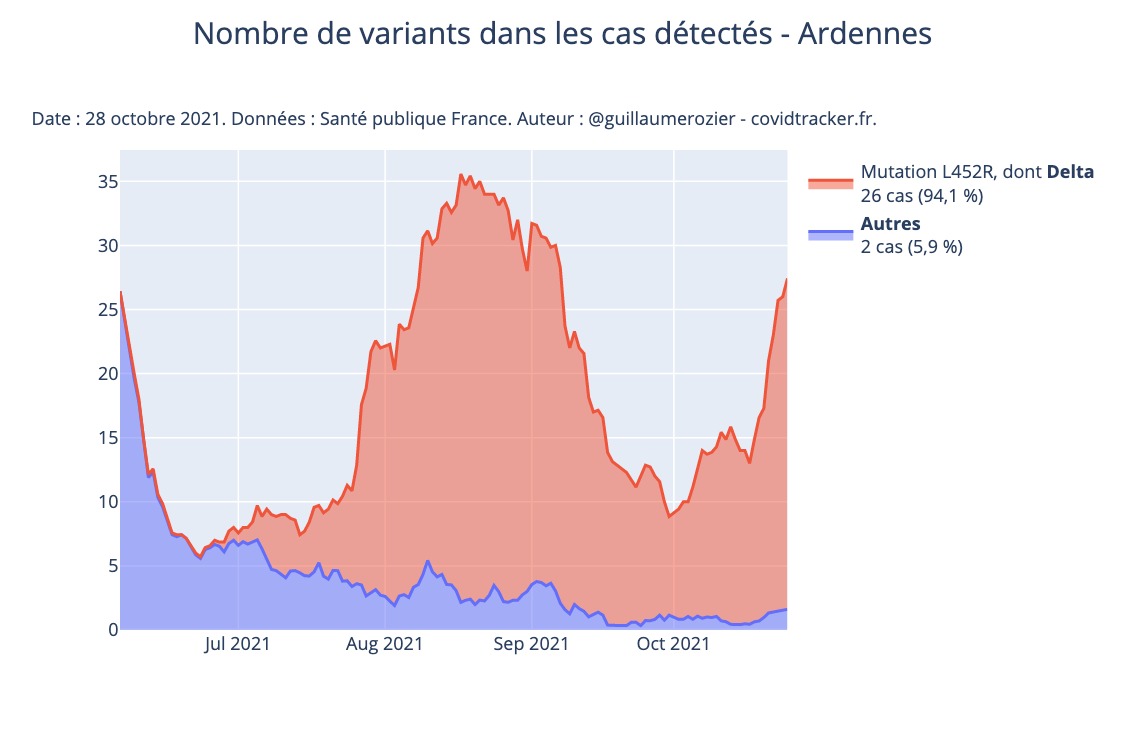 Nombre de variants dans les cas détectés - Ardennes
Date : 28 octobre 2021. Données : Santé publique France. Auteur : @guillaumerozier - covidtracker.fr.
Mutation L452R, dont Delta
26 cas (94,1 %)
Autres
2 cas (5,9 %)
35
30
25
20
15
10
5
0
Jul 2021
Aug 2021
Sep 2021
Oct 2021